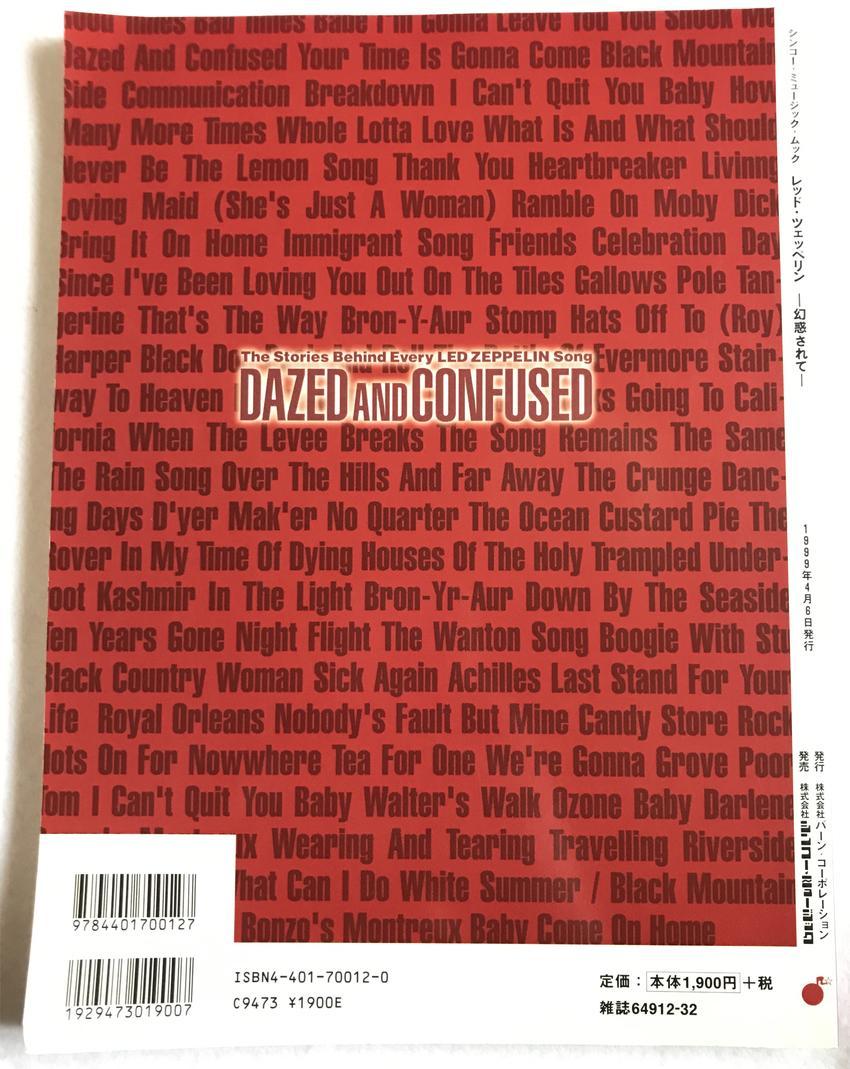 Good Times Bad Times Babe I'm Gonna Leave You You Shook Me
Dazed And Confused Your Time Is Gonna Come Black Mountain
Side Communication Breakdown I Can't Quit You Baby How
Many More Times Whole Lotta Love What Is And What Should
Never Be The Lemon Song Thank You Heartbreaker Livinng
Loving Maid (She's Just A Woman) Ramble On Moby Dick
Bring It On Home Immigrant Song Friends Celebration Day
Since I've Been Loving You Out On The Tiles Gallows Pole Tan-
gerine That's The Way Bron-Y-Aur Stomp Hats Off To (Roy)
Harper Black Evermore Stair-
way To Heaven Going To Cali-
The Stories Behind Every LED ZEPPELIN Song
DAZED AND CONFUSED
fornia When The Levee Breaks The Song Remains The Same
The Rain Song Over The Hills And Far Away The Crunge Danc-
ing Days D'yer Mak'er No Quarter The Ocean Custard Pie The
Rover In My Time Of Dying Houses Of The Holy Trampled Under-
foot Kashmir In The Light Bron-Yr-Aur Down By The Seaside
Ten Years Gone Night Flight The Wanton Song Boogie With Stu
Black Country Woman Sick Again Achilles Last Stand For Your
Life Royal Orleans Nobody's Fault But Mine Candy Store Rock
Hots On For Nowwhere Tea For One We're Gonna Grove Poor
Tom I Can't Quit You Baby Walter's Walk Ozone Baby Darlene
Wearing And Tearing Travelling Riverside
What Can I Do White Summer / Black Mountain
Bonzo's Montreux Baby Come On Home
9784401700127
1929473019007
ISBN4-401-70012-0
C9473 ¥1900E
定価：本体1,900円+税
雑誌64912-32
シンコー・ミュージック・ムック レッド・ツェッペリン ―幻惑されて―
1999年4月6日発行
発行 株式会社バーン・コーポレーション
発売 株式会社シンコー・ミュージック